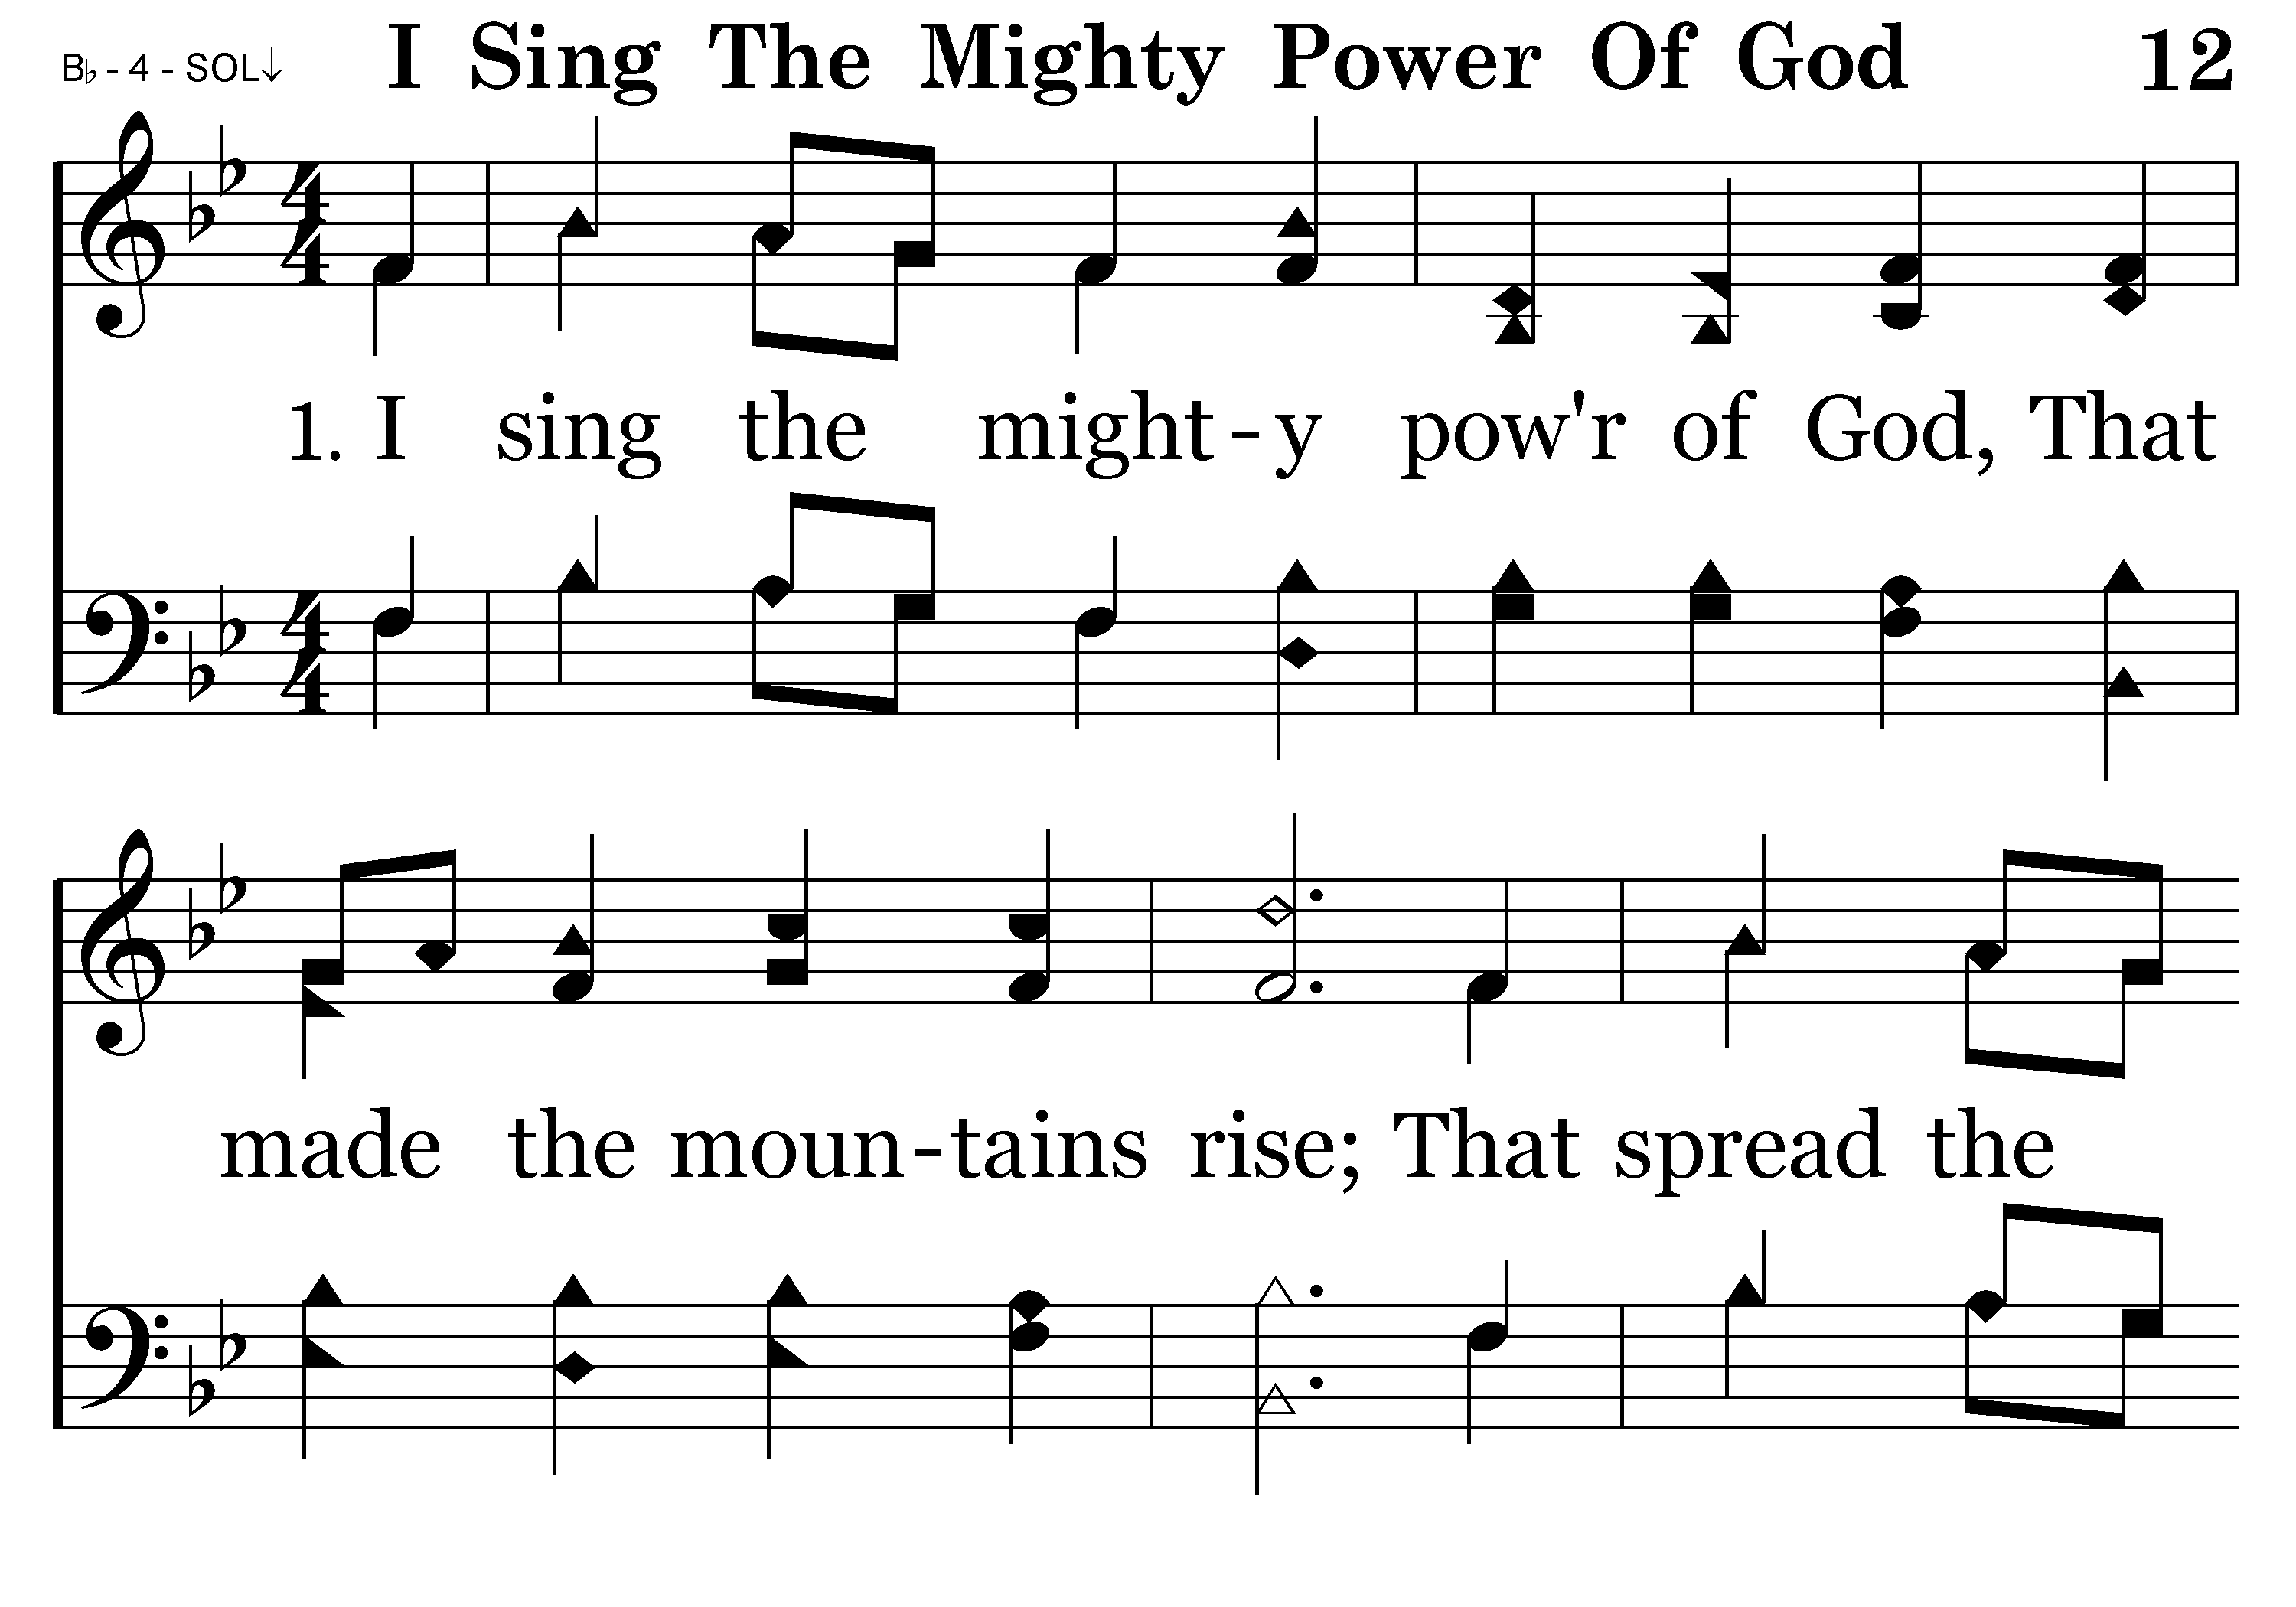 B♭ - 4 - SOL↓ I Sing The Mighty Power Of God 12
1. I sing the might-y pow'r of God, That
made the moun-tains rise; That spread the